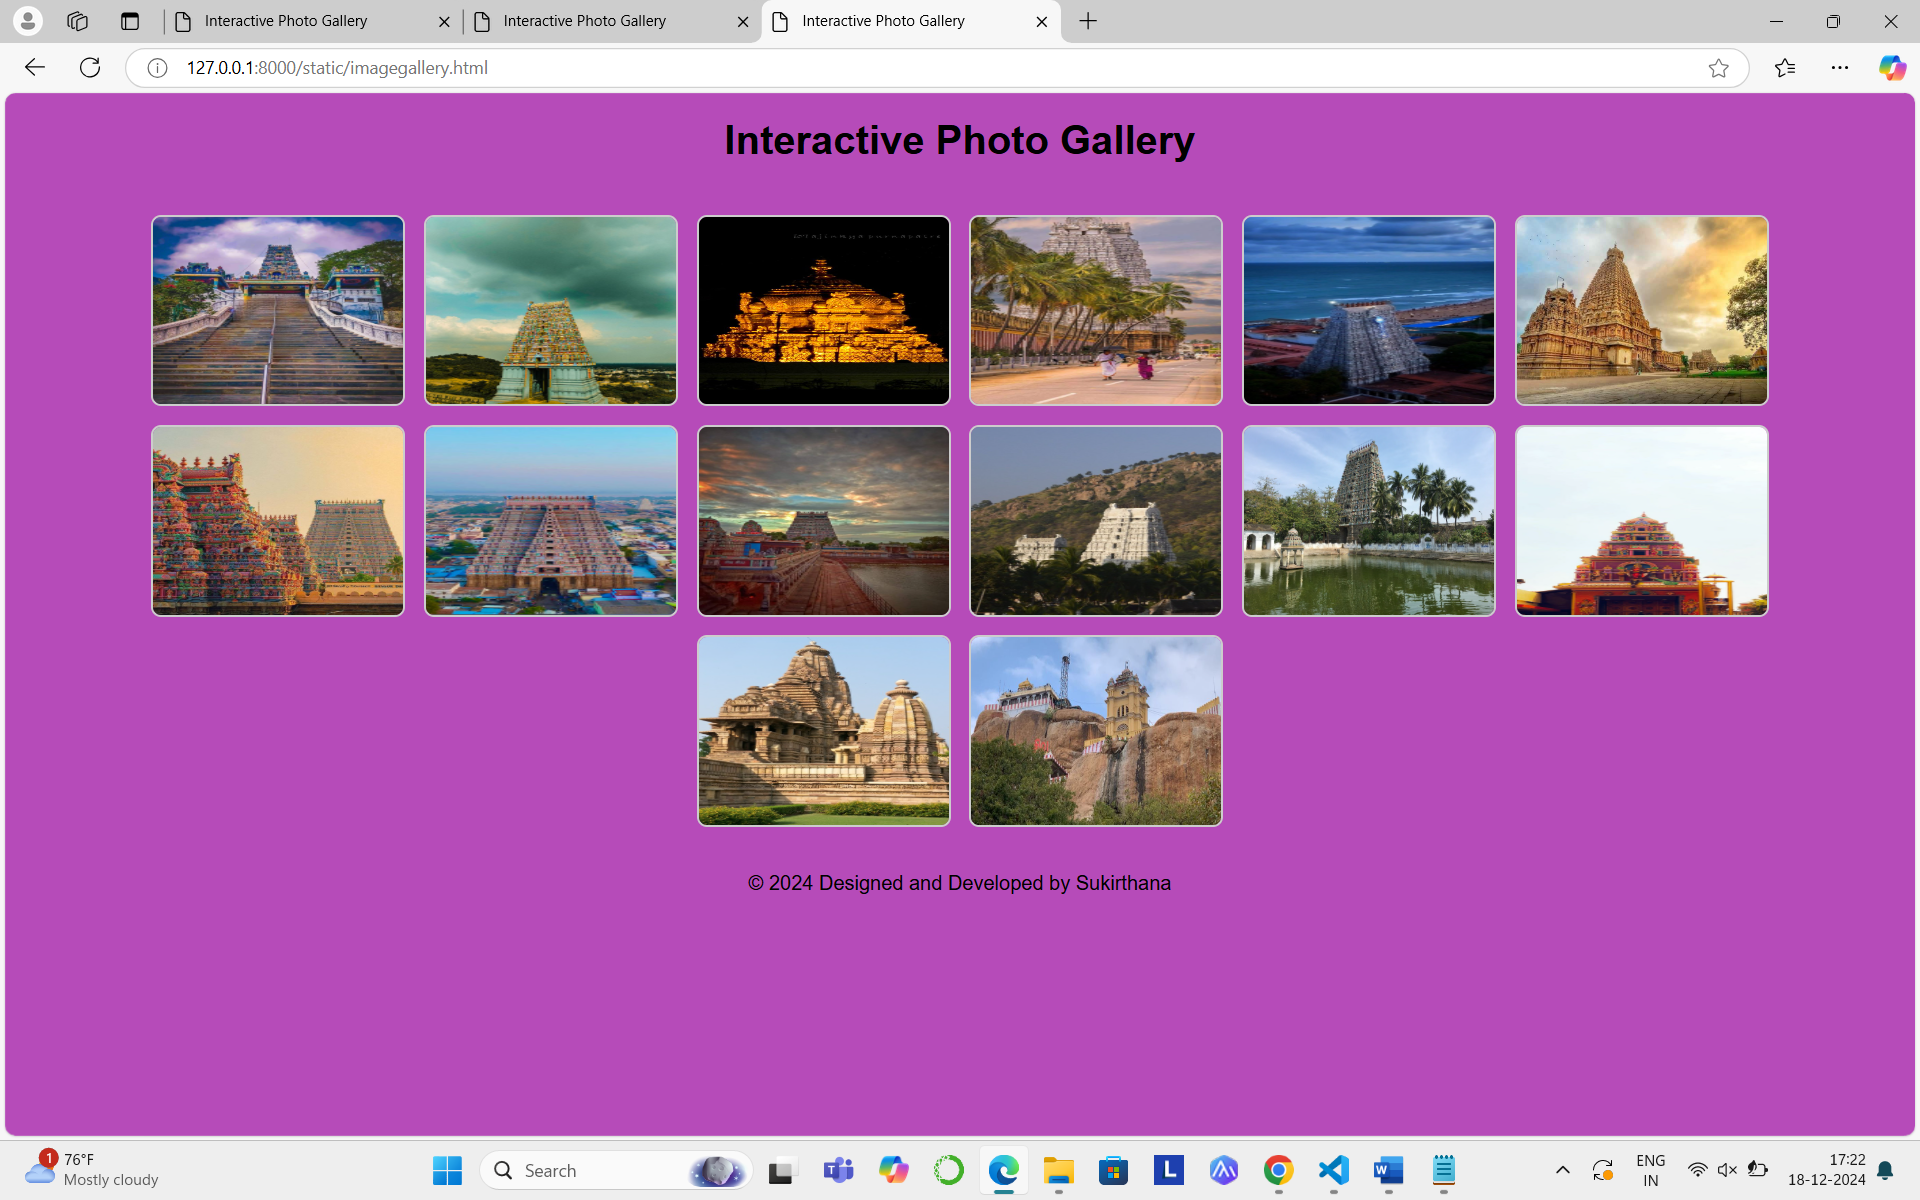 Interactive Photo Gallery
Interactive Photo Gallery
Interactive Photo Gallery
127.0.0.1:8000/static/imagegallery.html
Interactive Photo Gallery
© 2024 Designed and Developed by Sukirthana
1
76°F
Mostly cloudy
Search
L
ENG
IN
17:22
18-12-2024